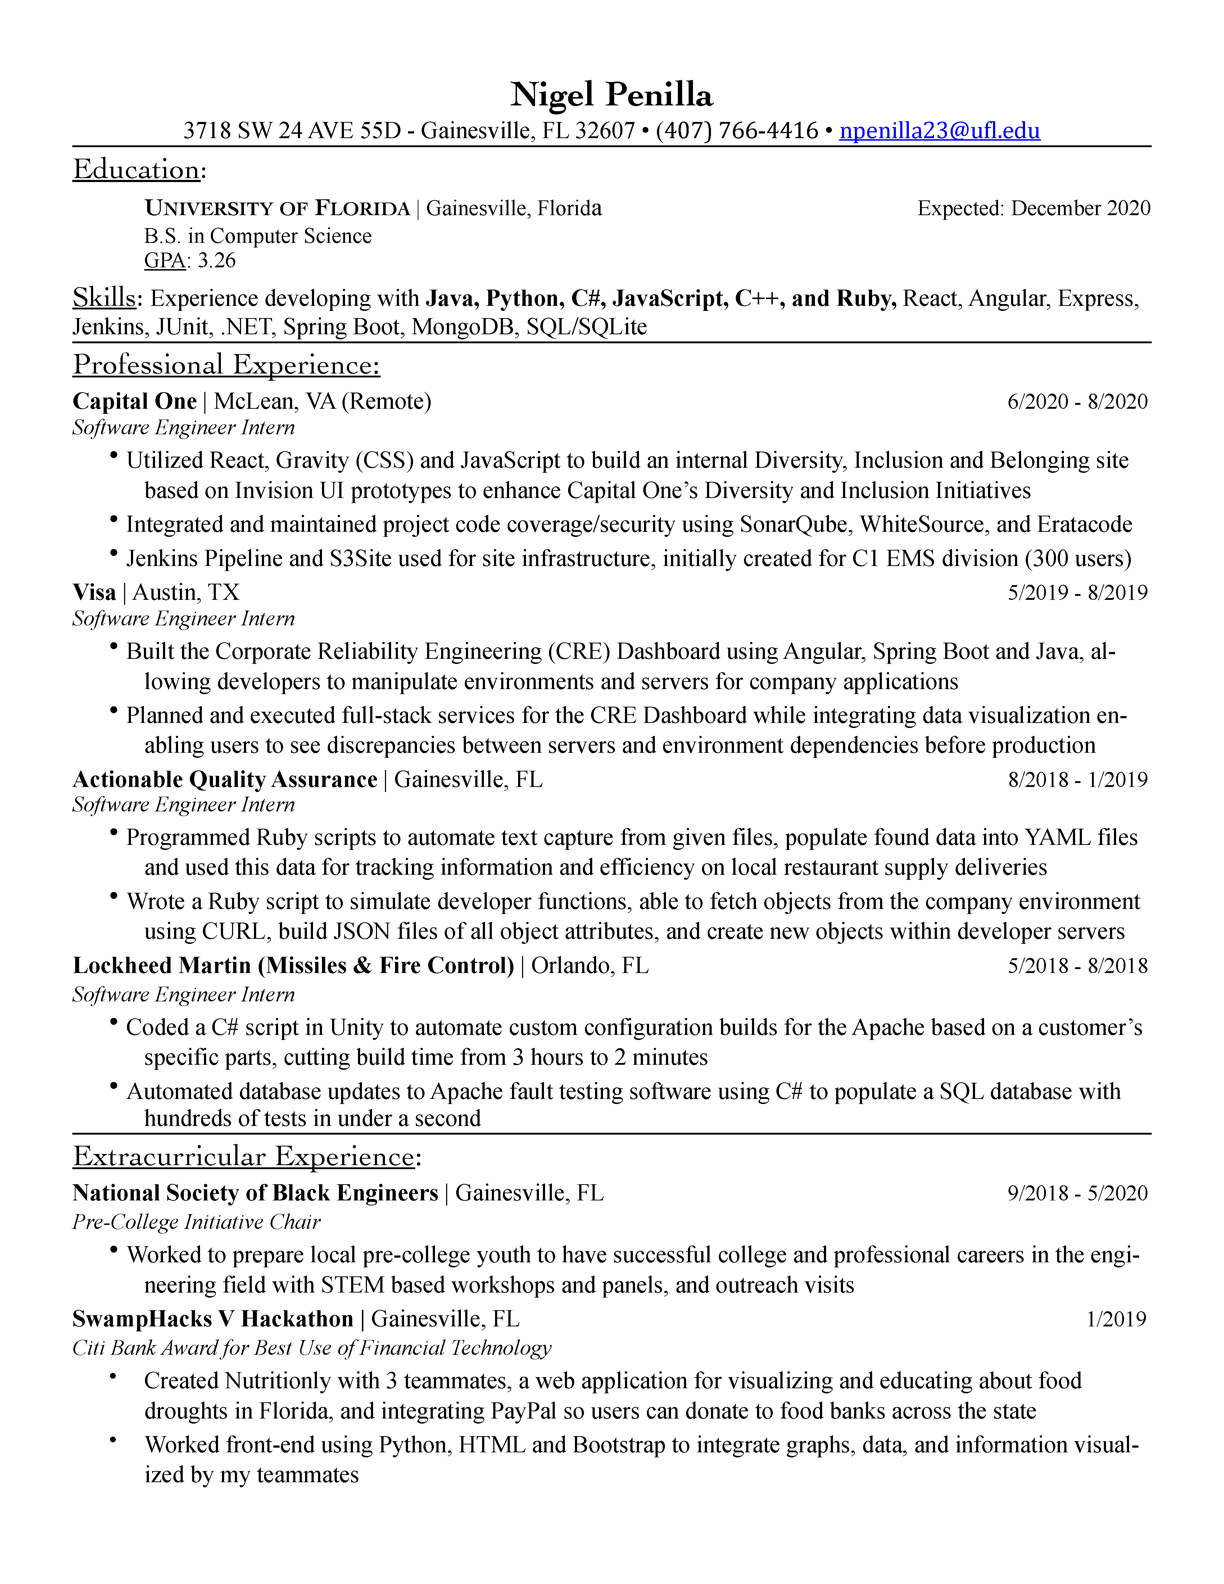 Nigel Penilla
3718 SW 24 AVE 55D - Gainesville, FL 32607 • (407) 766-4416 • npenilla23@ufl.edu
Education:
UNIVERSITY OF FLORIDA | Gainesville, Florida Expected: December 2020
B.S. in Computer Science
GPA: 3.26
Skills: Experience developing with Java, Python, C#, JavaScript, C++, and Ruby, React, Angular, Express,
Jenkins, JUnit, .NET, Spring Boot, MongoDB, SQL/SQLite
Professional Experience:
Capital One | McLean, VA (Remote) 6/2020 - 8/2020
Software Engineer Intern
• Utilized React, Gravity (CSS) and JavaScript to build an internal Diversity, Inclusion and Belonging site
based on Invision UI prototypes to enhance Capital One’s Diversity and Inclusion Initiatives
• Integrated and maintained project code coverage/security using SonarQube, WhiteSource, and Eratacode
• Jenkins Pipeline and S3Site used for site infrastructure, initially created for C1 EMS division (300 users)
Visa | Austin, TX 5/2019 - 8/2019
Software Engineer Intern
• Built the Corporate Reliability Engineering (CRE) Dashboard using Angular, Spring Boot and Java, al-
lowing developers to manipulate environments and servers for company applications
• Planned and executed full-stack services for the CRE Dashboard while integrating data visualization en-
abling users to see discrepancies between servers and environment dependencies before production
Actionable Quality Assurance | Gainesville, FL 8/2018 - 1/2019
Software Engineer Intern
• Programmed Ruby scripts to automate text capture from given files, populate found data into YAML files
and used this data for tracking information and efficiency on local restaurant supply deliveries
• Wrote a Ruby script to simulate developer functions, able to fetch objects from the company environment
using CURL, build JSON files of all object attributes, and create new objects within developer servers
Lockheed Martin (Missiles & Fire Control) | Orlando, FL 5/2018 - 8/2018
Software Engineer Intern
• Coded a C# script in Unity to automate custom configuration builds for the Apache based on a customer’s
specific parts, cutting build time from 3 hours to 2 minutes
• Automated database updates to Apache fault testing software using C# to populate a SQL database with
hundreds of tests in under a second
Extracurricular Experience:
National Society of Black Engineers | Gainesville, FL 9/2018 - 5/2020
Pre-College Initiative Chair
• Worked to prepare local pre-college youth to have successful college and professional careers in the engi-
neering field with STEM based workshops and panels, and outreach visits
SwampHacks V Hackathon | Gainesville, FL 1/2019
Citi Bank Award for Best Use of Financial Technology
• Created Nutritionly with 3 teammates, a web application for visualizing and educating about food
droughts in Florida, and integrating PayPal so users can donate to food banks across the state
• Worked front-end using Python, HTML and Bootstrap to integrate graphs, data, and information visual-
ized by my teammates